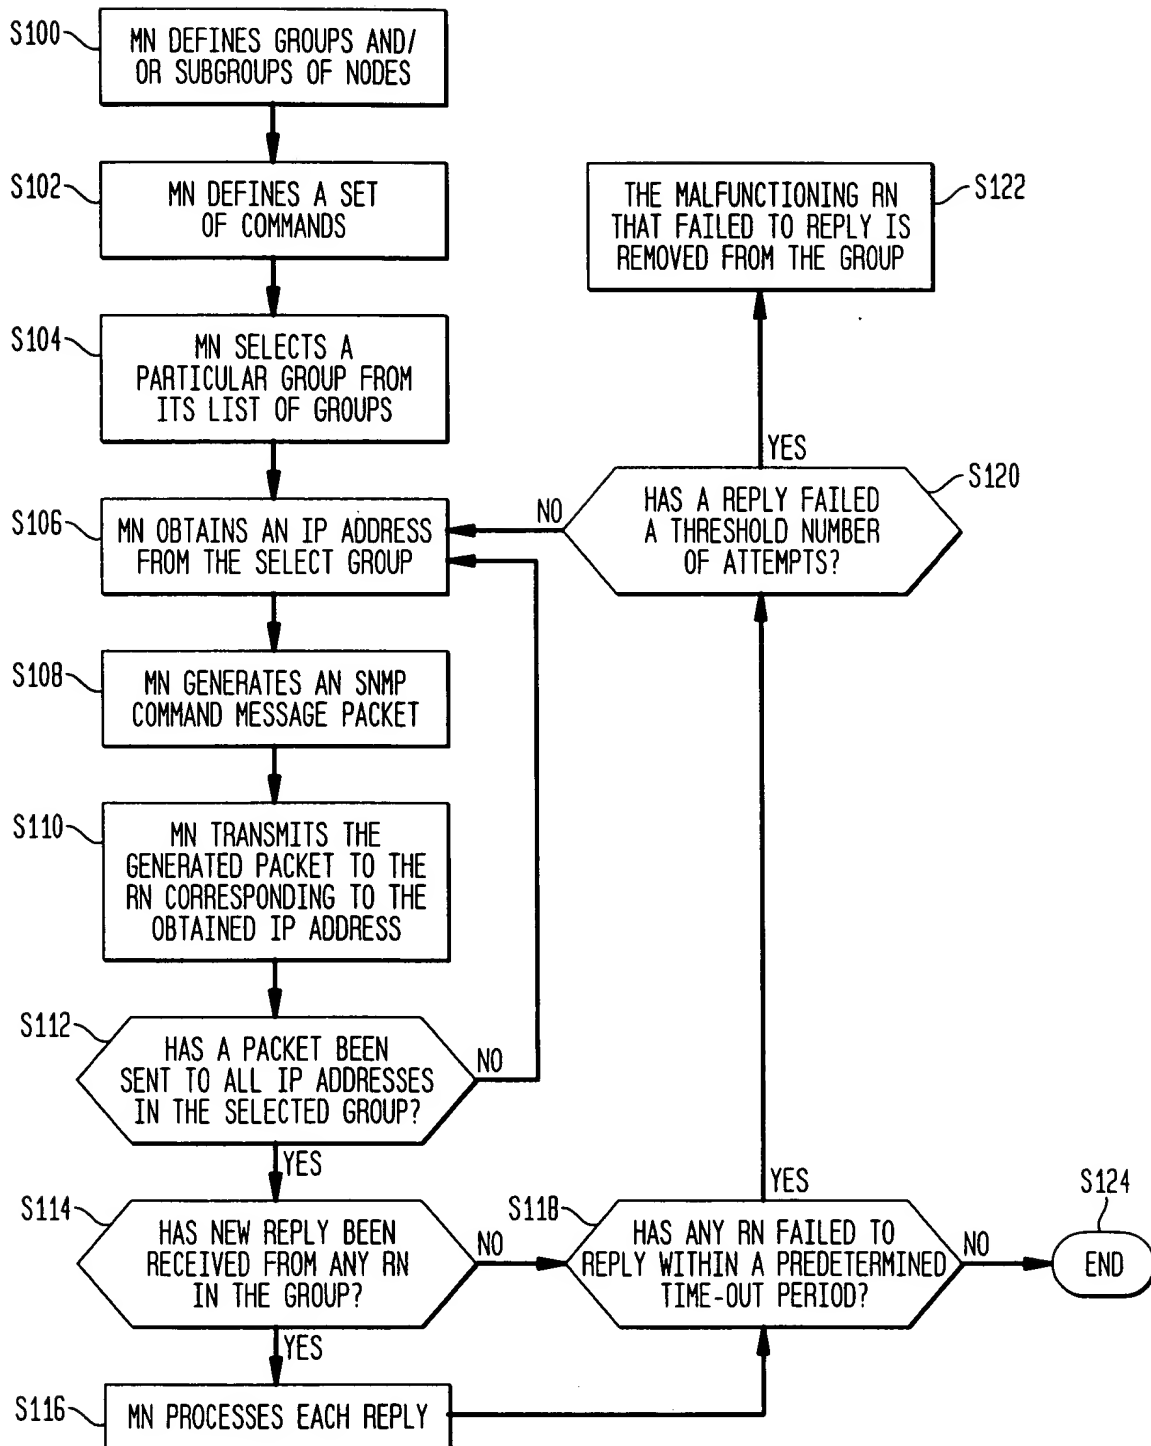 S100
MN DEFINES GROUPS AND/
OR SUBGROUPS OF NODES
S102
MN DEFINES A SET
OF COMMANDS
S104
MN SELECTS A
PARTICULAR GROUP FROM
ITS LIST OF GROUPS
S106
MN OBTAINS AN IP ADDRESS
FROM THE SELECT GROUP
S108
MN GENERATES AN SNMP
COMMAND MESSAGE PACKET
S110
MN TRANSMITS THE
GENERATED PACKET TO THE
RN CORRESPONDING TO THE
OBTAINED IP ADDRESS
S112
HAS A PACKET BEEN
SENT TO ALL IP ADDRESSES
IN THE SELECTED GROUP?
NO
YES
S114
HAS NEW REPLY BEEN
RECEIVED FROM ANY RN
IN THE GROUP?
NO
YES
S116
MN PROCESSES EACH REPLY
S118
HAS ANY RN FAILED TO
REPLY WITHIN A PREDETERMINED
TIME-OUT PERIOD?
YES
NO
S120
HAS A REPLY FAILED
A THRESHOLD NUMBER
OF ATTEMPTS?
NO
YES
S122
THE MALFUNCTIONING RN
THAT FAILED TO REPLY IS
REMOVED FROM THE GROUP
S124
END